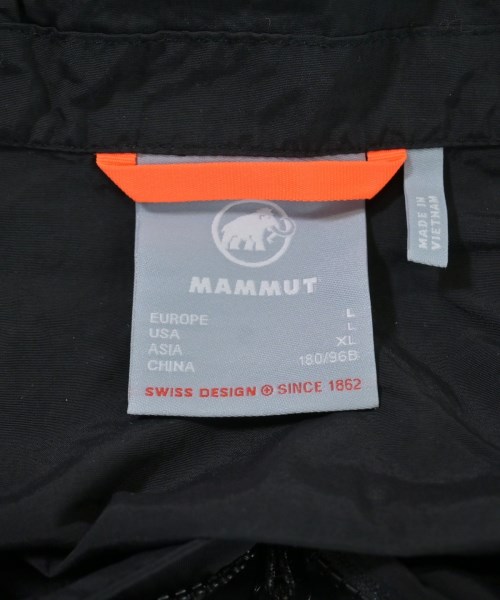 MAMMUT
EUROPE L
USA L
ASIA XL
CHINA 180/96B
SWISS DESIGN SINCE 1862
MADE IN
VIETNAM